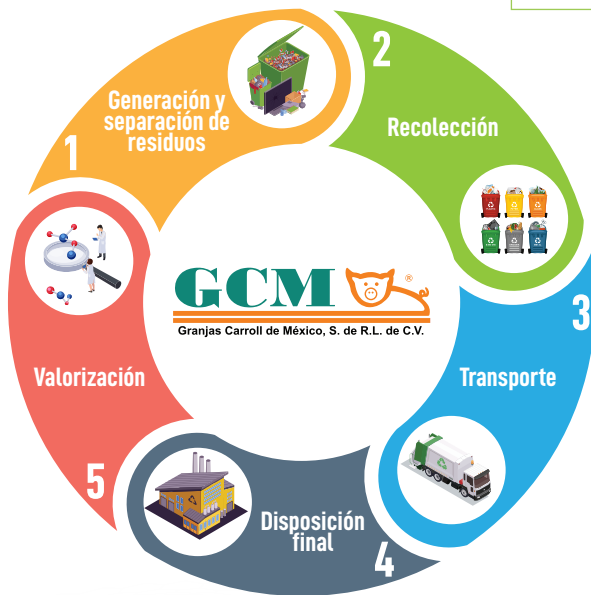 1
Generación y
separación de
residuos
2
Recolección
3
Transporte
4
Disposición
final
5
Valorización
GCM ®
Granjas Carroll de México, S. de R.L. de C.V.